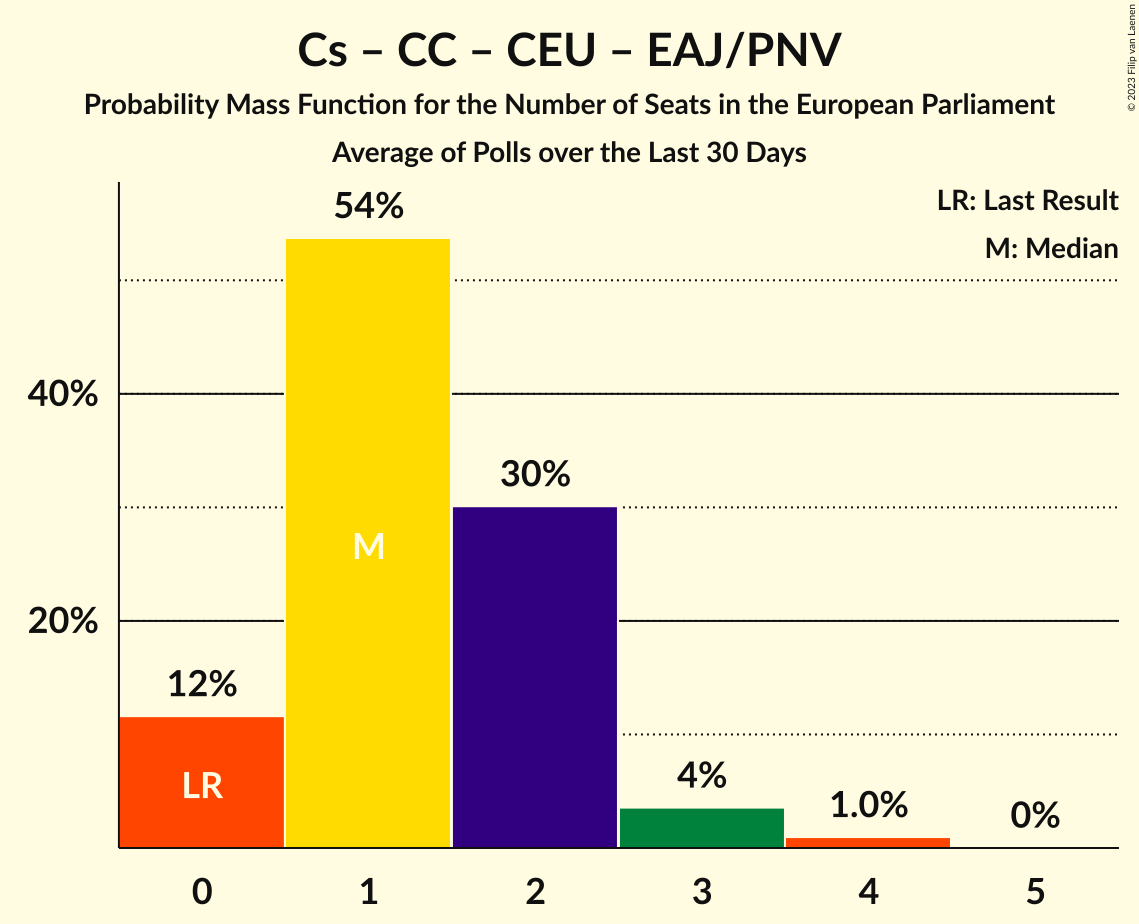 Cs – CC – CEU – EAJ/PNV
Probability Mass Function for the Number of Seats in the European Parliament
Average of Polls over the Last 30 Days
© 2023 Filip van Laenen
LR: Last Result
M: Median
54%
40%
30%
M
20%
12%
LR
4%
1.0%
0%
0 1 2 3 4 5